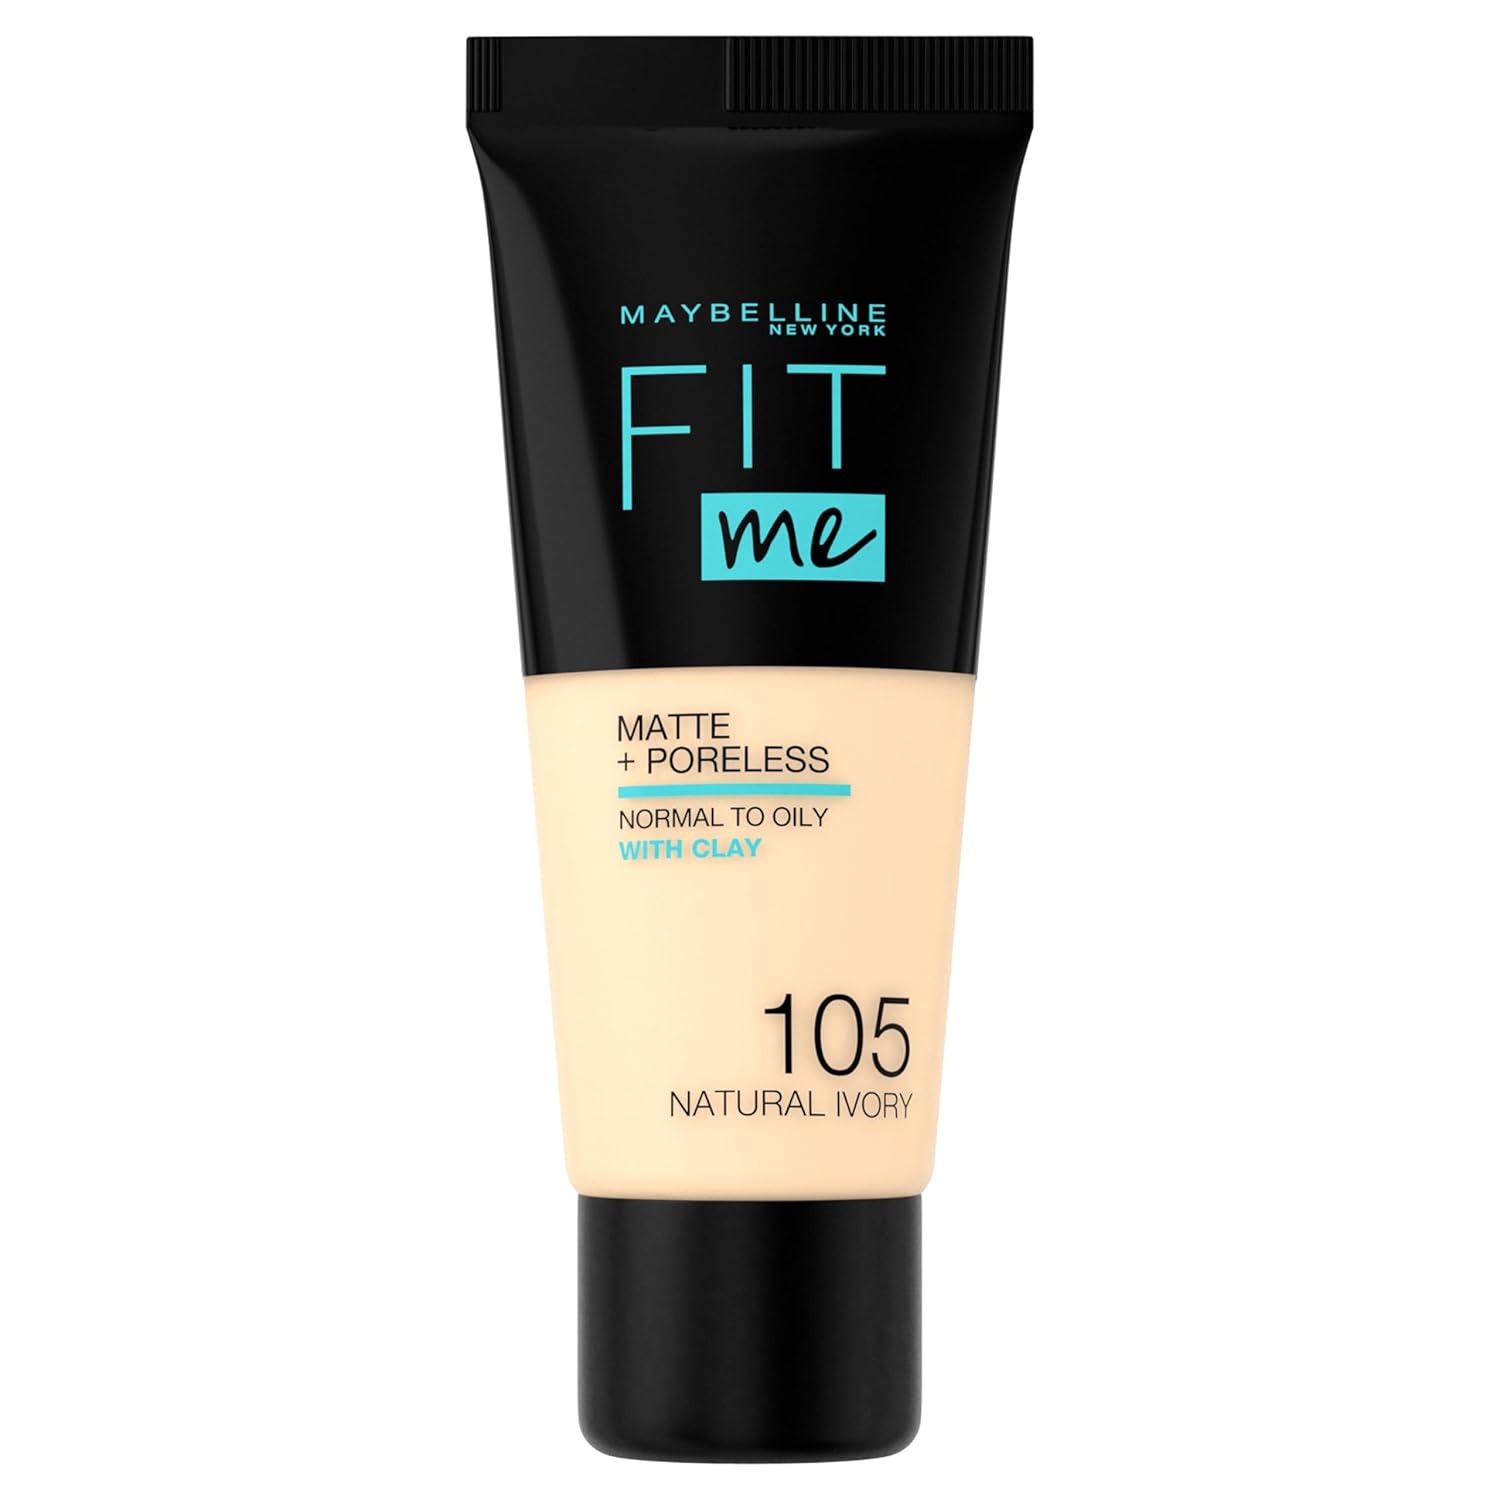 MAYBELLINE
NEW YORK
FIT
me
MATTE
+ PORELESS
NORMAL TO OILY
WITH CLAY
105
NATURAL IVORY